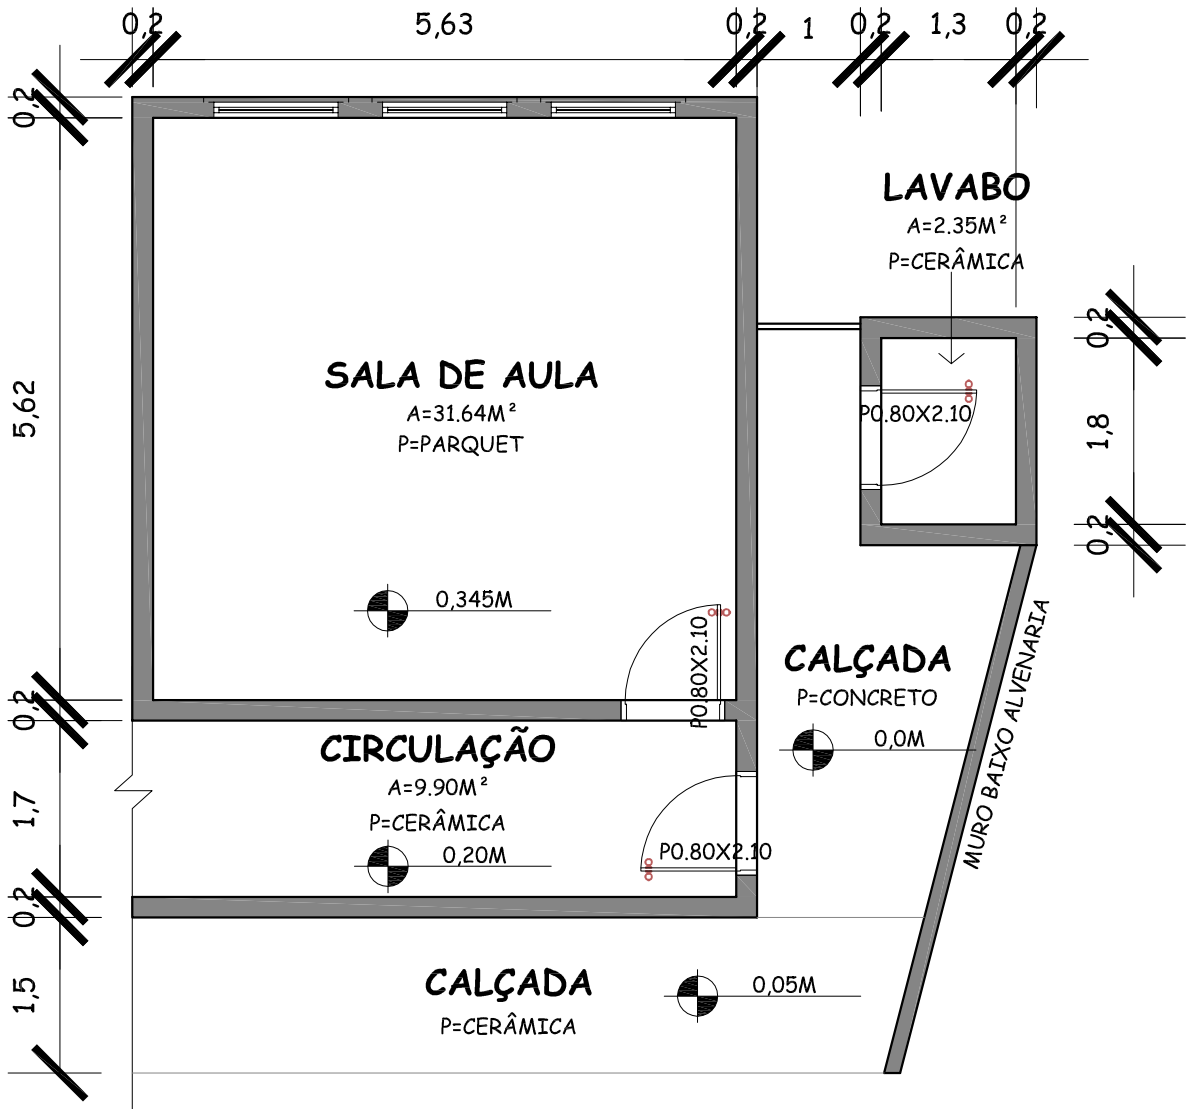 0,2
5,63
0,2
1
0,2
1,3
0,2
0,2
LAVABO
A=2.35M²
P=CERÂMICA
0,2
SALA DE AULA
A=31.64M²
P=PARQUET
5,62
P0.80X2.10
1,8
0,2
0,345M
P0.80X2.10
CALÇADA
P=CONCRETO
0,0M
MURO BAIXO ALVENARIA
0,2
CIRCULAÇÃO
A=9.90M²
P=CERÂMICA
0,20M
P0.80X2.10
1,7
0,2
CALÇADA
P=CERÂMICA
0,05M
1,5